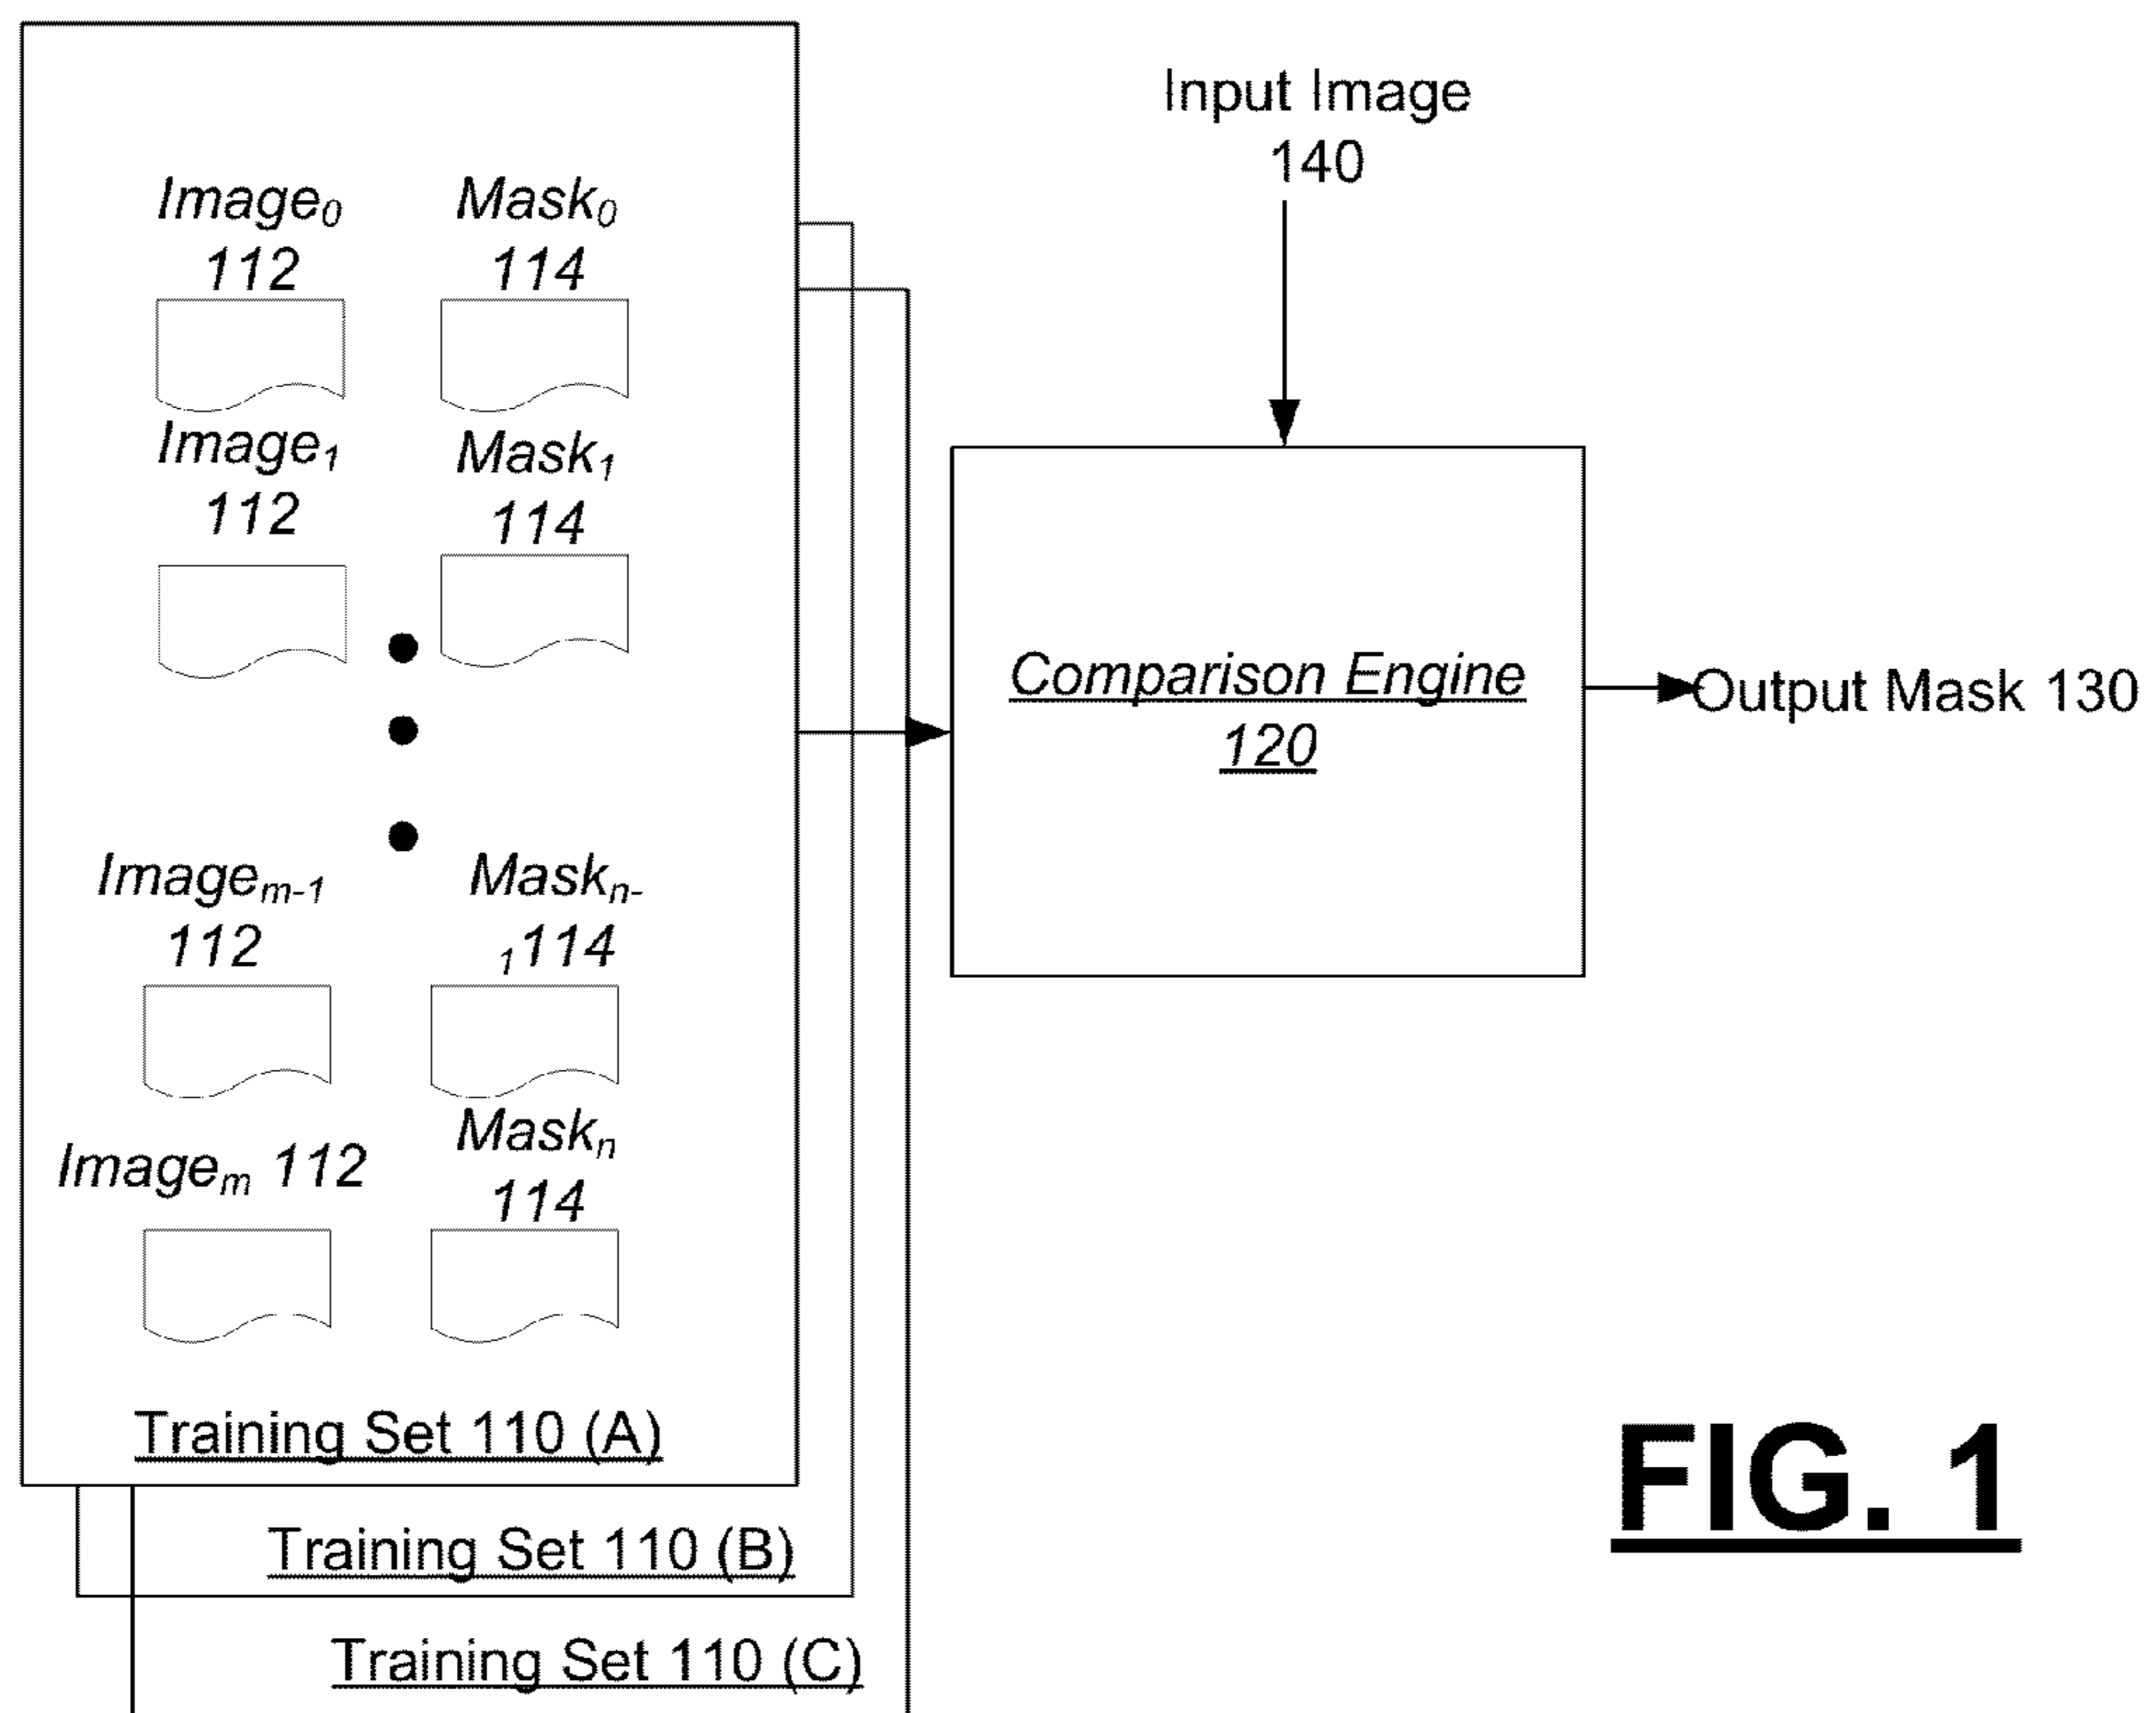 Input Image
140
Image₀
112
Mask₀
114
Image₁
112
Mask₁
114
Imageₘ₋₁
112
Maskₙ₋
₁114
Imageₘ 112
Maskₙ
114
Training Set 110 (A)
Training Set 110 (B)
Training Set 110 (C)
Comparison Engine
120
Output Mask 130
FIG. 1